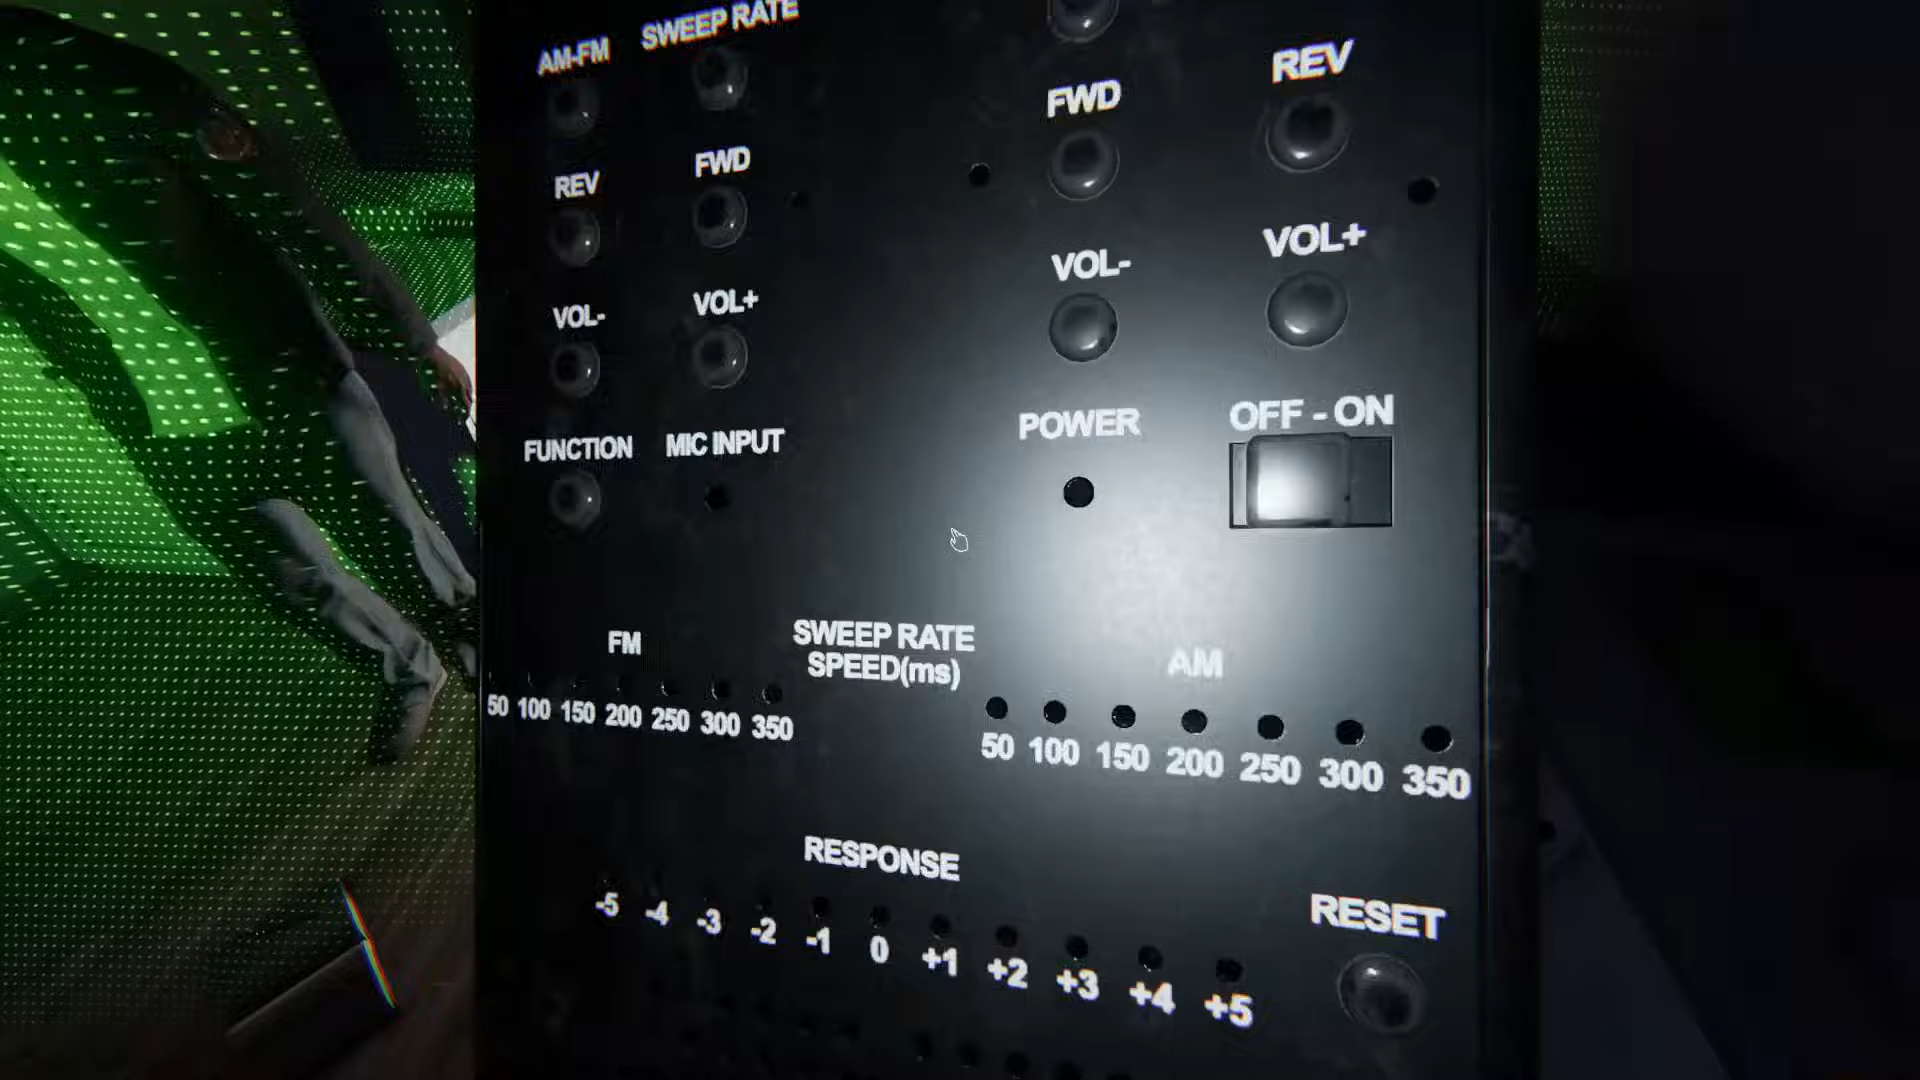 AM-FM SWEEP RATE
REV FWD
VOL- VOL+
FUNCTION MIC INPUT
REV
FWD
VOL- VOL+
POWER OFF - ON
FM
50 100 150 200 250 300 350
SWEEP RATE
SPEED(ms)
AM
50 100 150 200 250 300 350
RESPONSE
-5 -4 -3 -2 -1 0 +1 +2 +3 +4 +5
RESET